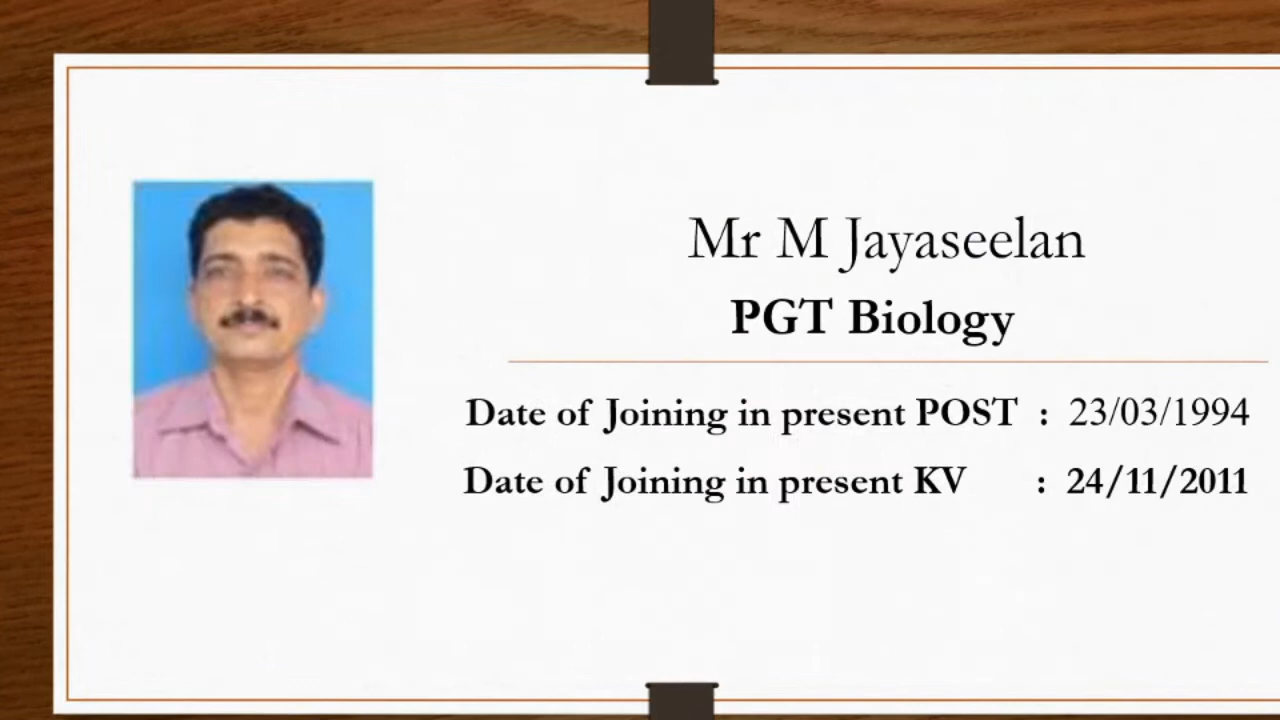 Mr M Jayaseelan
PGT Biology
Date of Joining in present POST : 23/03/1994
Date of Joining in present KV : 24/11/2011